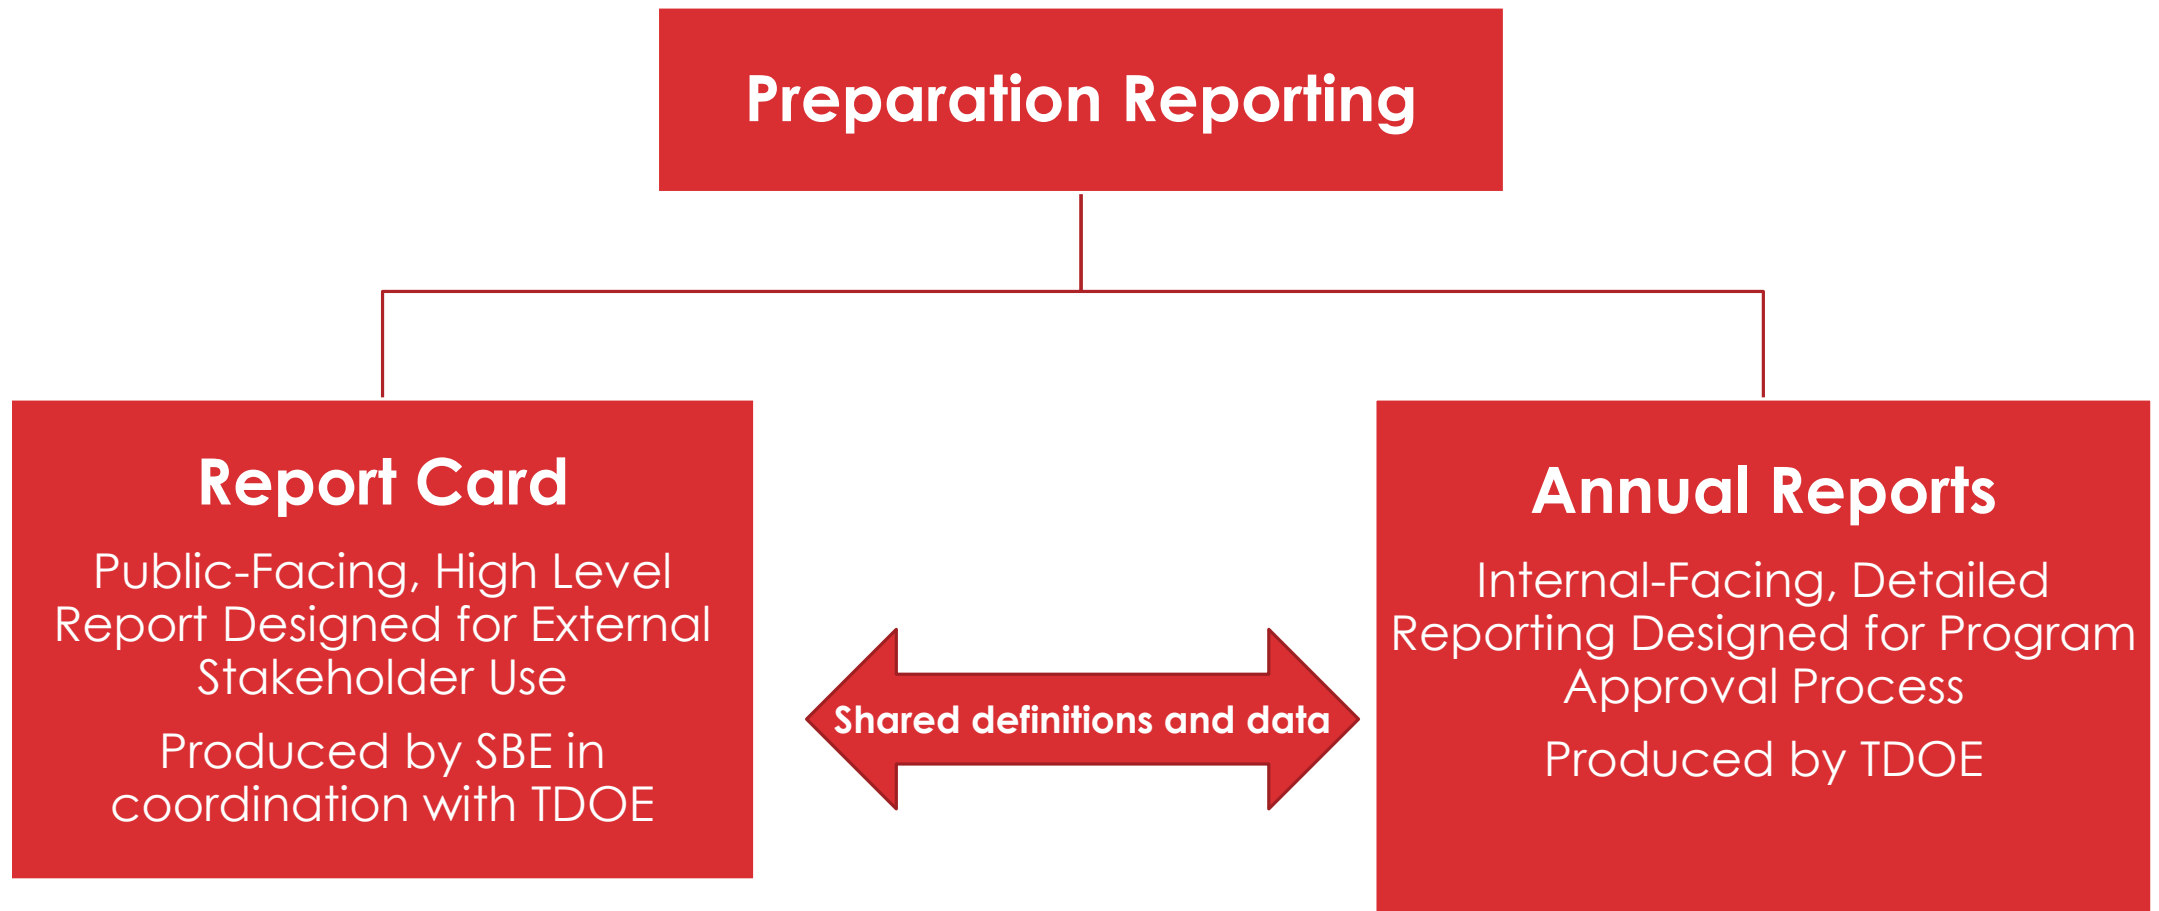 Preparation Reporting
Report Card
Public-Facing, High Level
Report Designed for External
Stakeholder Use
Produced by SBE in
coordination with TDOE
Shared definitions and data
Annual Reports
Internal-Facing, Detailed
Reporting Designed for Program
Approval Process
Produced by TDOE